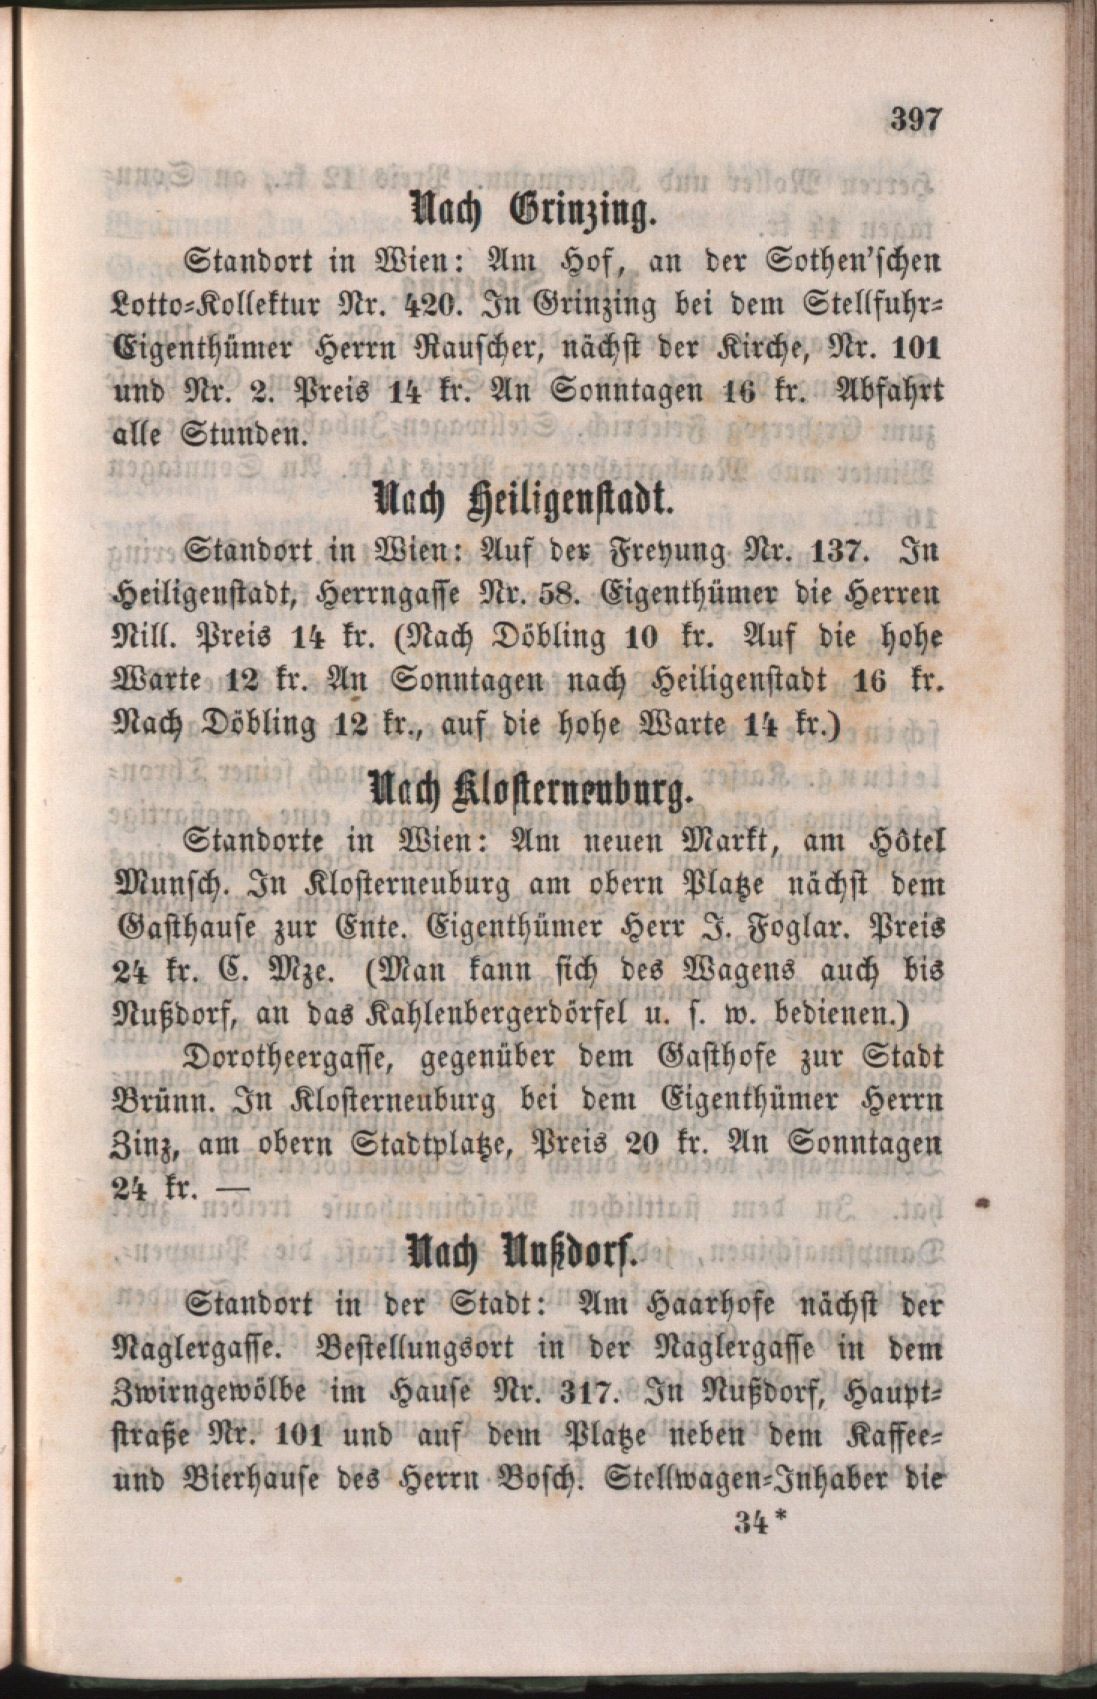 397
Nach Grinzing.
Standort in Wien: Am Hof, an der Sothen'schen
Lotto-Kollektur Nr. 420. In Grinzing bei dem Stellfuhr-
Eigenthümer Herrn Rauscher, nächst der Kirche, Nr. 101
und Nr. 2. Preis 14 kr. An Sonntagen 16 kr. Abfahrt
alle Stunden.
Nach Heiligenstadt.
Standort in Wien: Auf der Freyung Nr. 137. In
Heiligenstadt, Herrngasse Nr. 58. Eigenthümer die Herren
Nill. Preis 14 kr. (Nach Döbling 10 kr. Auf die hohe
Warte 12 kr. An Sonntagen nach Heiligenstadt 16 kr.
Nach Döbling 12 kr., auf die hohe Warte 14 kr.)
Nach Klosterneuburg.
Standorte in Wien: Am neuen Markt, am Hôtel
Munsch. In Klosterneuburg am obern Platze nächst dem
Gasthause zur Ente. Eigenthümer Herr J. Foglar. Preis
24 kr. C. Mze. (Man kann sich des Wagens auch bis
Nußdorf, an das Kahlenbergerdörfel u. s. w. bedienen.)
Dorotheergasse, gegenüber dem Gasthofe zur Stadt
Brünn. In Klosterneuburg bei dem Eigenthümer Herrn
Zinz, am obern Stadtplatze, Preis 20 kr. An Sonntagen
24 kr. —
Nach Nußdorf.
Standort in der Stadt: Am Haarhofe nächst der
Naglergasse. Bestellungsort in der Naglergasse in dem
Zwirngewölbe im Hause Nr. 317. In Nußdorf, Haupt-
straße Nr. 101 und auf dem Platze neben dem Kaffee-
und Bierhause des Herrn Bosch. Stellwagen-Inhaber die
34*